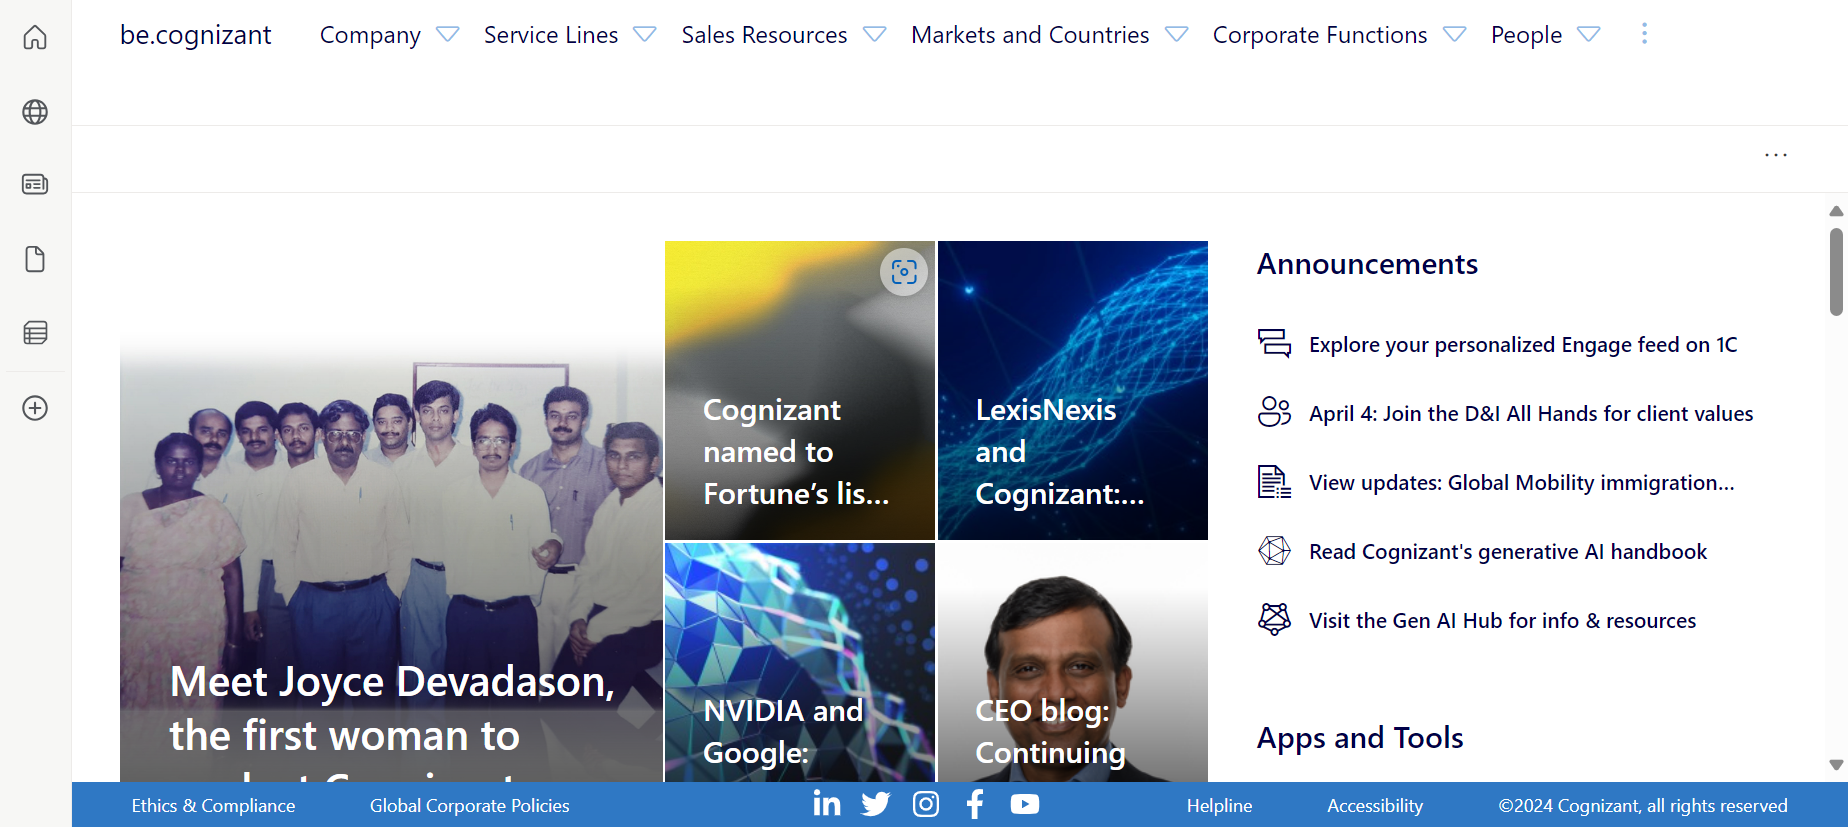 be.cognizant
Company
Service Lines
Sales Resources
Markets and Countries
Corporate Functions
People
Meet Joyce Devadason,
the first woman to
Cognizant
named to
Fortune’s lis...
LexisNexis
and
Cognizant:...
NVIDIA and
Google:
CEO blog:
Continuing
Announcements
Explore your personalized Engage feed on 1C
April 4: Join the D&I All Hands for client values
View updates: Global Mobility immigration...
Read Cognizant's generative AI handbook
Visit the Gen AI Hub for info & resources
Apps and Tools
Ethics & Compliance
Global Corporate Policies
Helpline
Accessibility
©2024 Cognizant, all rights reserved